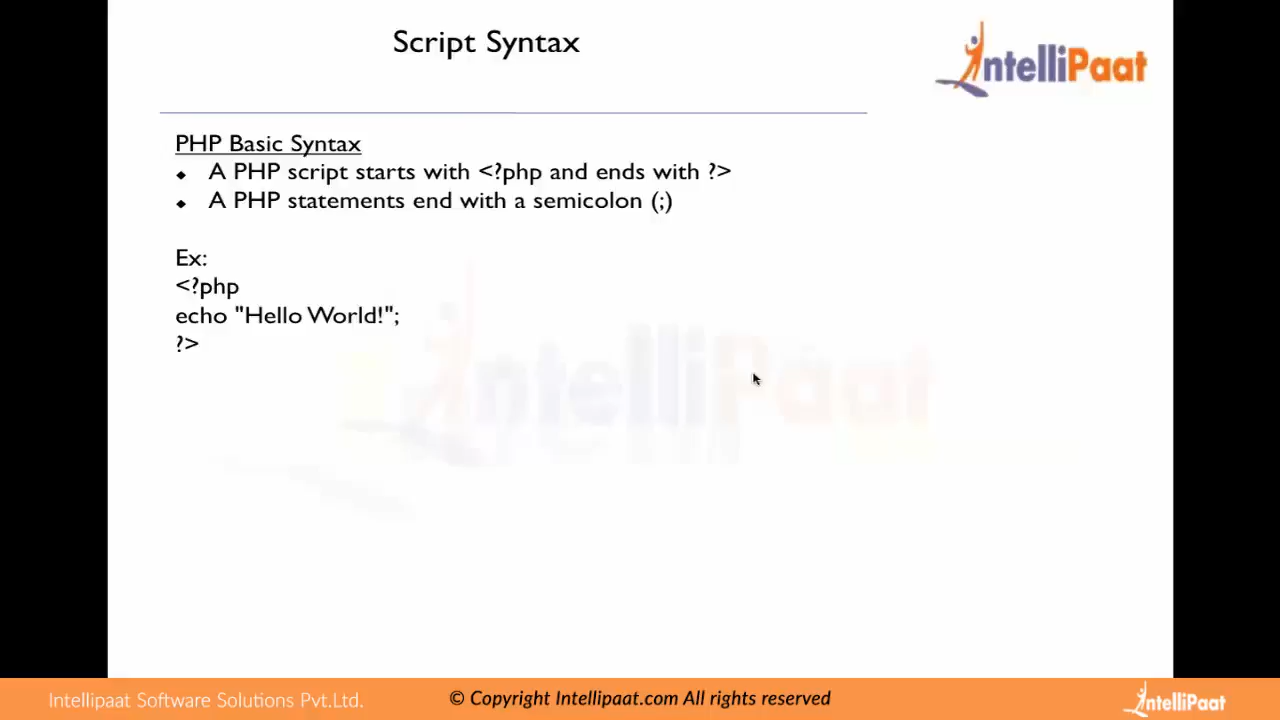 Script Syntax
IntelliPaat
PHP Basic Syntax
A PHP script starts with <?php and ends with ?>
A PHP statements end with a semicolon (;)
Ex:
<?php
echo "Hello World!";
?>
IntelliPaat
Intellipaat Software Solutions Pvt.Ltd.
© Copyright Intellipaat.com All rights reserved
IntelliPaat